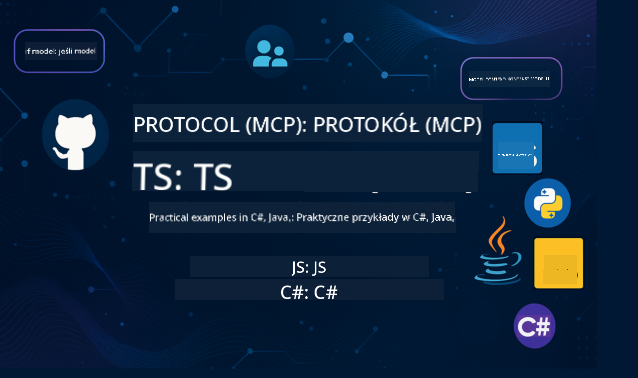 if model: jeśli model
PROTOCOL (MCP): PROTOKÓŁ (MCP)
TS: TS
Practical examples in C#, Java,: Praktyczne przykłady w C#, Java,
JS: JS
C#: C#
C#